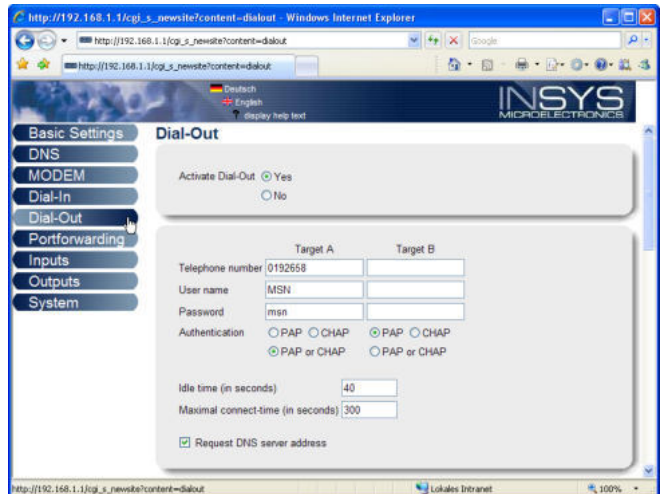 http://192.168.1.1/cgi_s_newsite?content=dialout - Windows Internet Explorer
http://192.168.1.1/cgi_s_newsite?content=dialout
Google
http://192.168.1.1/cgi_s_newsite?content=dialout
Deutsch
English
? display help text
INSYS
MICROELECTRONICS
Basic Settings
DNS
MODEM
Dial-In
Dial-Out
Portforwarding
Inputs
Outputs
System
Dial-Out
Activate Dial-Out Yes
No
Target A Target B
Telephone number 0192658
User name MSN
Password msn
Authentication PAP CHAP PAP CHAP
PAP or CHAP PAP or CHAP
Idle time (in seconds) 40
Maximal connect-time (in seconds) 300
Request DNS server address
http://192.168.1.1/cgi_s_newsite?content=dialout Lokales Intranet 100%